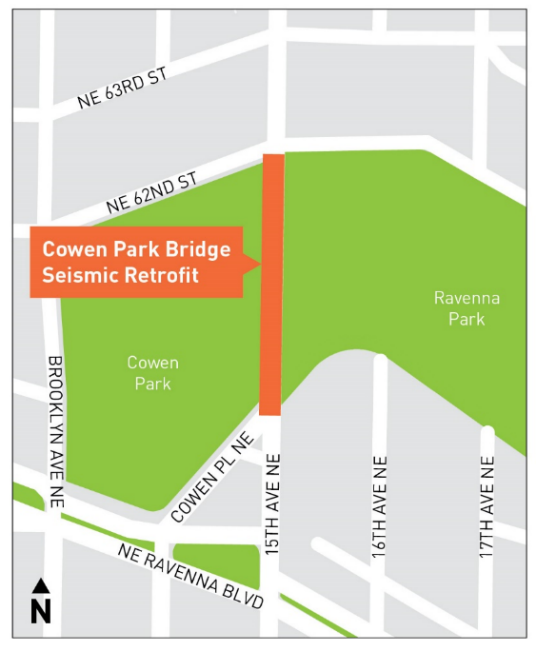 NE 63RD ST
NE 62ND ST
Cowen Park Bridge
Seismic Retrofit
Ravenna
Park
Cowen
Park
BROOKLYN AVE NE
COWEN PL NE
15TH AVE NE
16TH AVE NE
17TH AVE NE
NE RAVENNA BLVD
N